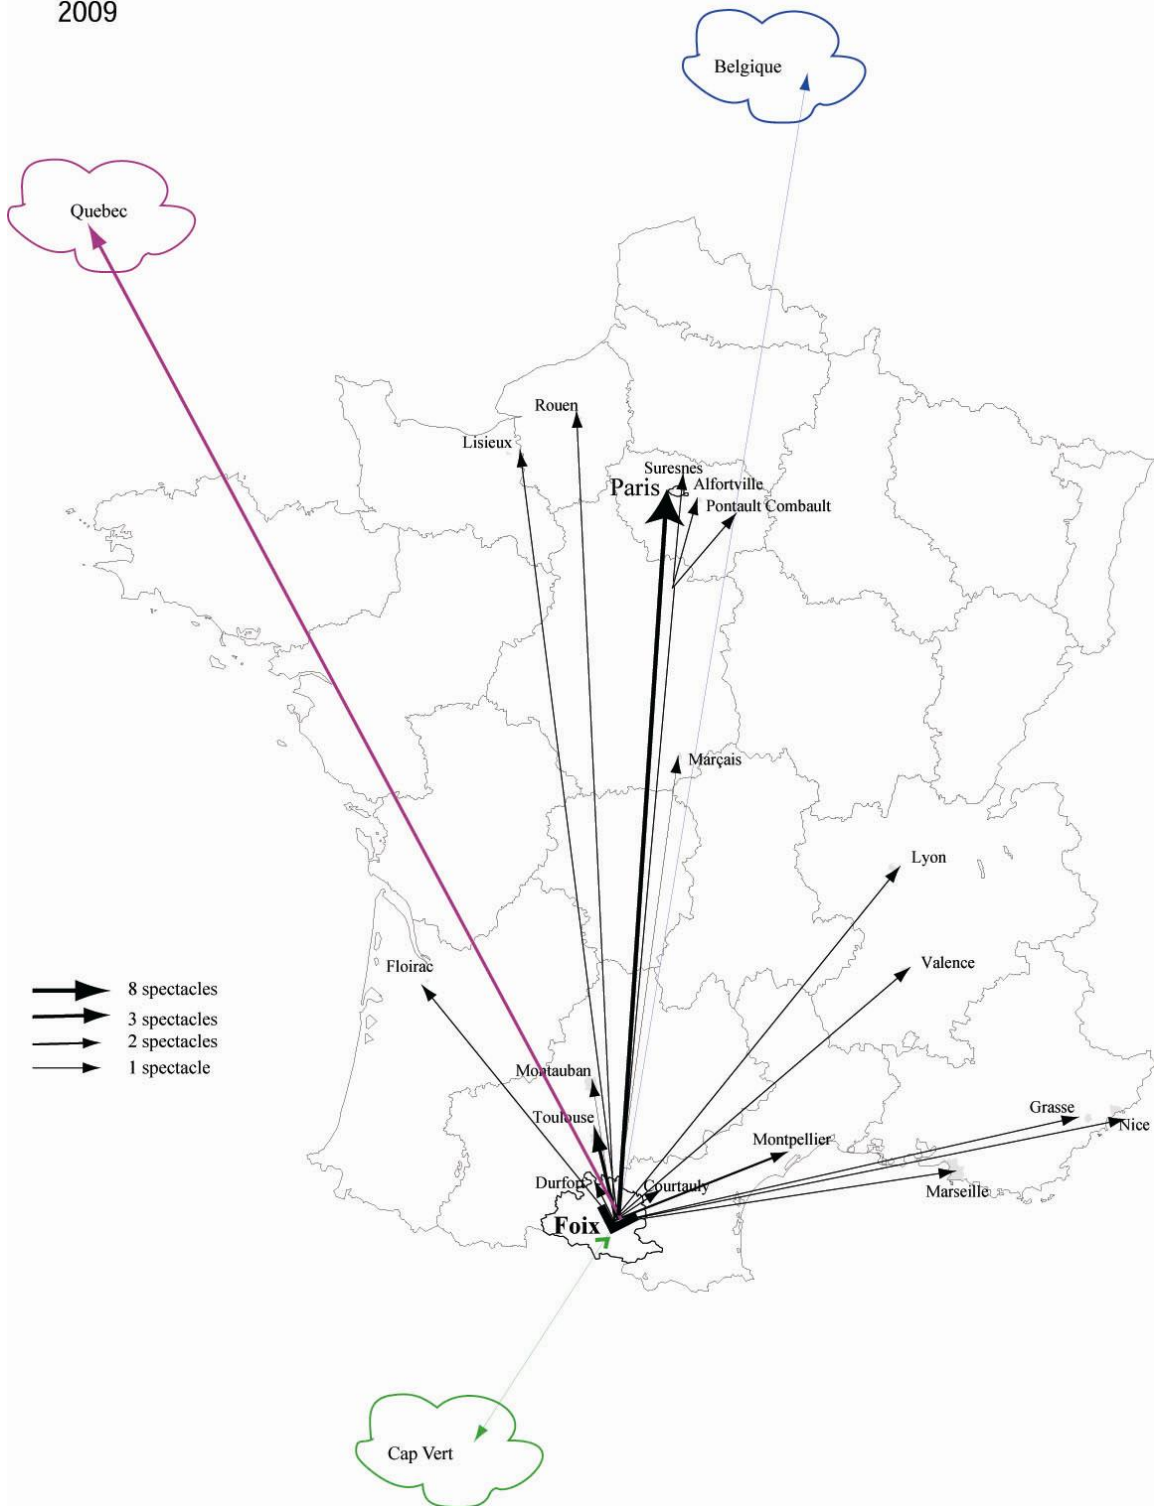 2009
Belgique
Quebec
Rouen
Lisieux
Suresnes
Paris
Alfortville
Pontault Combault
Marçais
Lyon
Floirac
Valence
8 spectacles
3 spectacles
2 spectacles
1 spectacle
Montauban
Toulouse
Grasse
Nice
Montpellier
Durfort
Courtauly
Marseille
Foix
Cap Vert